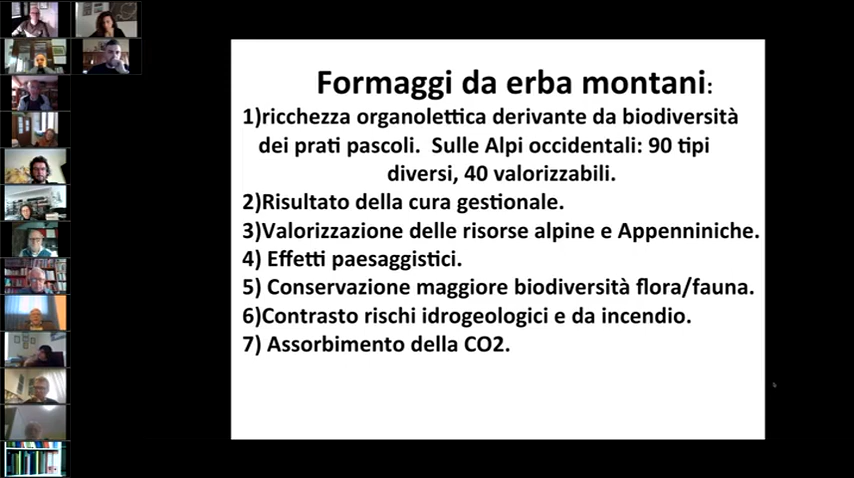 Formaggi da erba montani:
1)ricchezza organolettica derivante da biodiversità
dei prati pascoli. Sulle Alpi occidentali: 90 tipi
diversi, 40 valorizzabili.
2)Risultato della cura gestionale.
3)Valorizzazione delle risorse alpine e Appenniniche.
4) Effetti paesaggistici.
5) Conservazione maggiore biodiversità flora/fauna.
6)Contrasto rischi idrogeologici e da incendio.
7) Assorbimento della CO2.